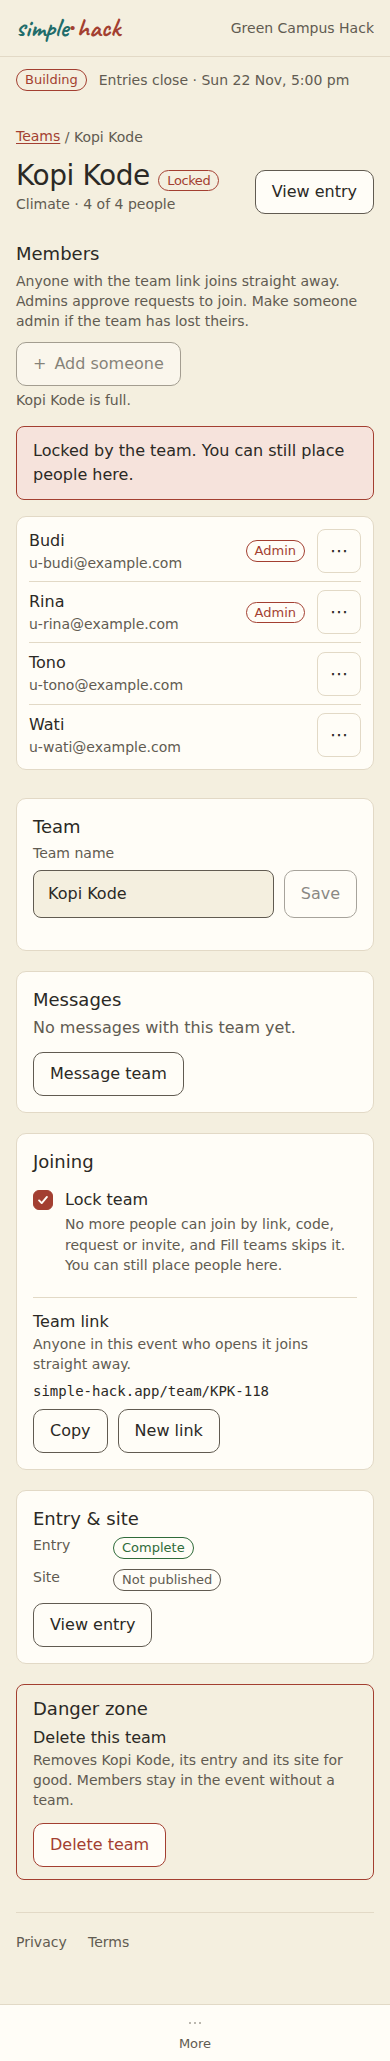 simple·hack
Green Campus Hack
Building Entries close · Sun 22 Nov, 5:00 pm
Teams / Kopi Kode
Kopi Kode Locked
Climate · 4 of 4 people
View entry
Members
Anyone with the team link joins straight away.
Admins approve requests to join. Make someone
admin if the team has lost theirs.
+ Add someone
Kopi Kode is full.
Locked by the team. You can still place
people here.
Budi
u-budi@example.com
Admin
Rina
u-rina@example.com
Admin
Tono
u-tono@example.com
Wati
u-wati@example.com
Team
Team name
Kopi Kode
Save
Messages
No messages with this team yet.
Message team
Joining
Lock team
No more people can join by link, code,
request or invite, and Fill teams skips it.
You can still place people here.
Team link
Anyone in this event who opens it joins
straight away.
simple-hack.app/team/KPK-118
Copy
New link
Entry & site
Entry Complete
Site Not published
View entry
Danger zone
Delete this team
Removes Kopi Kode, its entry and its site for
good. Members stay in the event without a
team.
Delete team
Privacy Terms
More